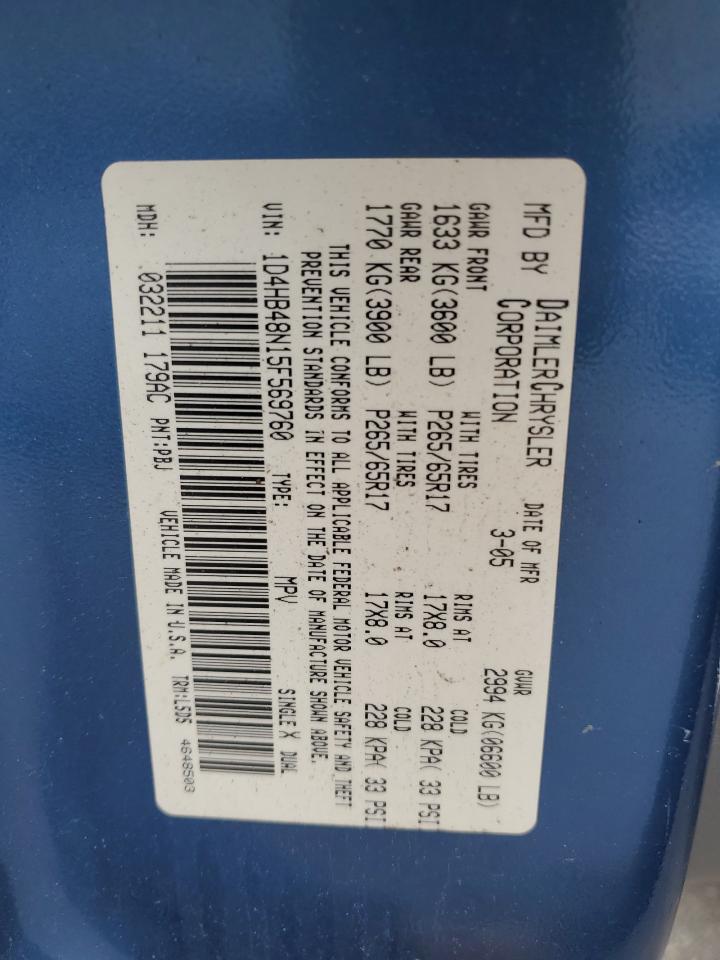 MFD BY DAIMLERCHRYSLER CORPORATION DATE OF MFR 3-05 GVWR 2994 KG(06600 LB)
GAWR FRONT WITH TIRES RIMS AT COLD
1633 KG(3600 LB) P265/65R17 17X8.0 228 KPA( 33 PSI
GAWR REAR WITH TIRES RIMS AT COLD
1770 KG(3900 LB) P265/65R17 17X8.0 228 KPA( 33 PSI
THIS VEHICLE CONFORMS TO ALL APPLICABLE FEDERAL MOTOR VEHICLE SAFETY AND THEFT
PREVENTION STANDARDS IN EFFECT ON THE DATE OF MANUFACTURE SHOWN ABOVE.
VIN: 1D4HB48N15F569760 TYPE: MPV SINGLE X DUAL
MDH: 032211 179AC PNT:PBJ VEHICLE MADE IN U.S.A. TRM:LSDS 4648503